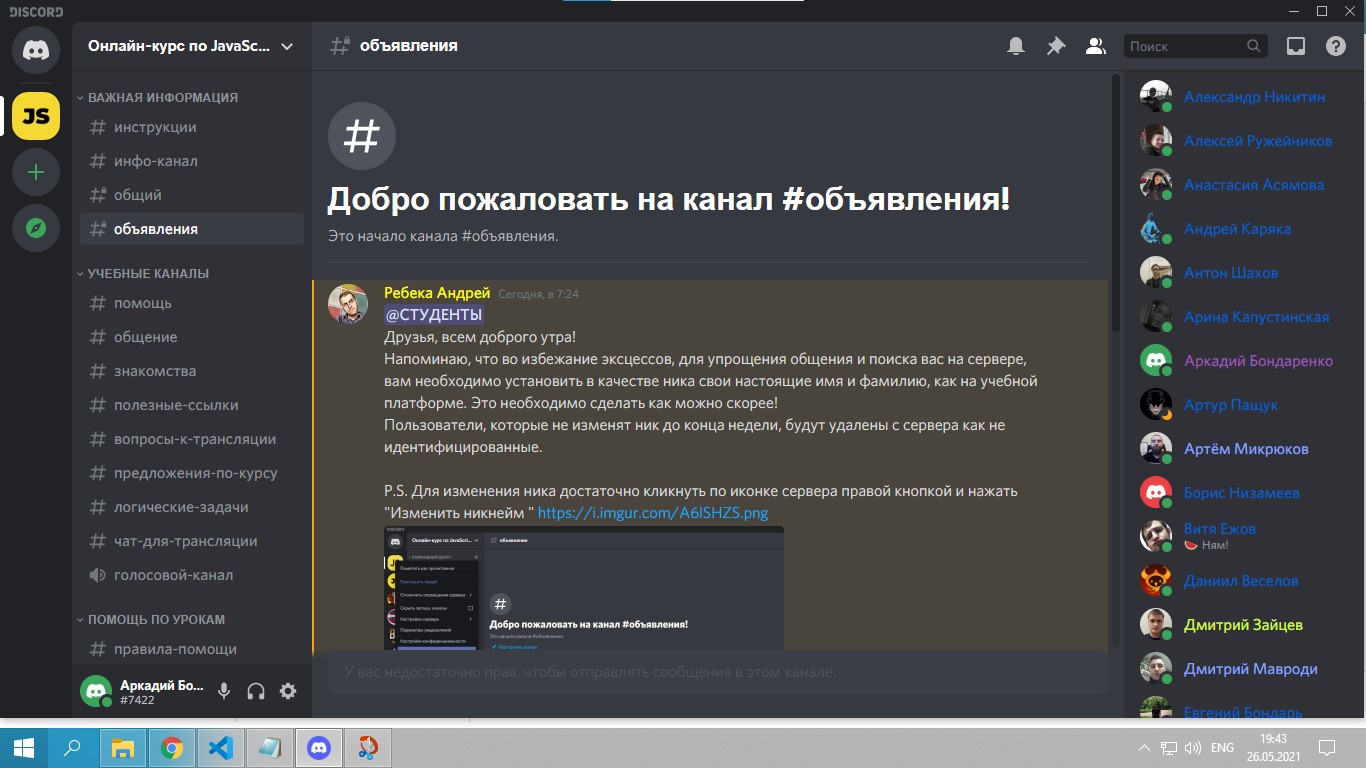 DISCORD
Онлайн-курс по JavaSc...
ВАЖНАЯ ИНФОРМАЦИЯ
инструкции
инфо-канал
общий
объявления
УЧЕБНЫЕ КАНАЛЫ
помощь
общение
знакомства
полезные-ссылки
вопросы-к-трансляции
предложения-по-курсу
логические-задачи
чат-для-трансляции
голосовой-канал
ПОМОЩЬ ПО УРОКАМ
правила-помощи
Аркадий Бо...
#7422
JS
объявления
Поиск
Добро пожаловать на канал #объявления!
Это начало канала #объявления.
Ребека Андрей Сегодня, в 7:24
@СТУДЕНТЫ
Друзья, всем доброго утра!
Напоминаю, что во избежание эксцессов, для упрощения общения и поиска вас на сервере,
вам необходимо установить в качестве ника свои настоящие имя и фамилию, как на учебной
платформе. Это необходимо сделать как можно скорее!
Пользователи, которые не изменят ник до конца недели, будут удалены с сервера как не
идентифицированные.
P.S. Для изменения ника достаточно кликнуть по иконке сервера правой кнопкой и нажать
"Изменить никнейм " https://i.imgur.com/A6lSHZS.png
DISCORD
Онлайн-курс по JavaScri...
объявления
Пометить как прочитанное
Пригласить людей
Отключить оповещения сервера
Скрыть заглуш. каналы
Настройки сервера
Параметры уведомлений
Настройки конфиденциальности
Добро пожаловать на канал #объявления!
Это начало канала #объявления.
Настроить канал
У вас недостаточно прав, чтобы отправлять сообщения в этом канале.
Александр Никитин
Алексей Ружейников
Анастасия Асямова
Андрей Каряка
Антон Шахов
Арина Капустинская
Аркадий Бондаренко
Артур Пащук
Артём Микрюков
Борис Низамеев
Витя Ежов
Ням!
Даниил Веселов
Дмитрий Зайцев
Дмитрий Мавроди
Евгений Бондарь
ENG
19:43
26.05.2021